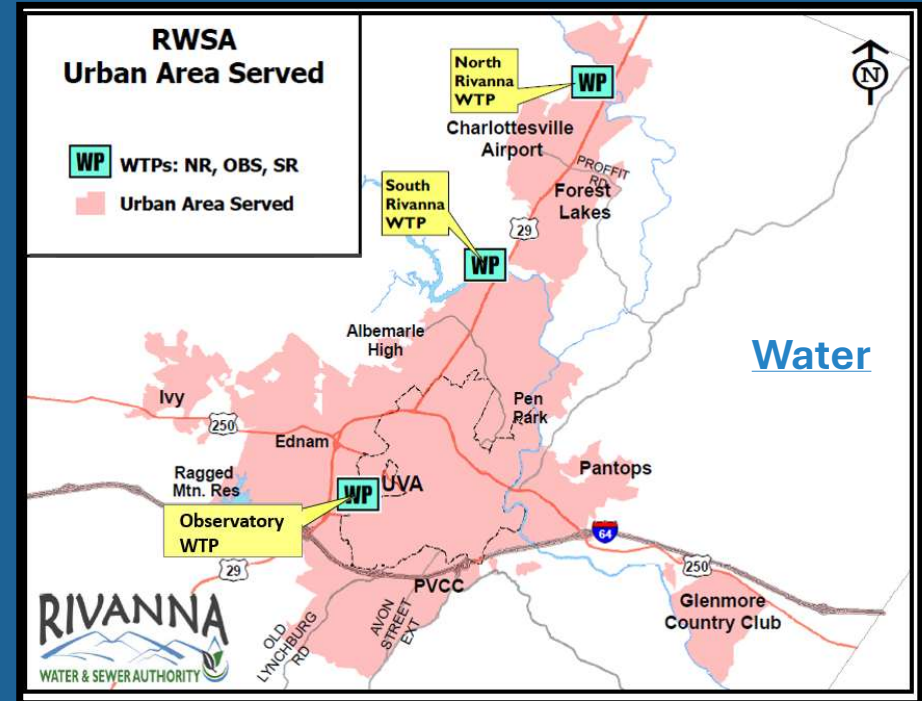 RWSA
Urban Area Served
WP WTPs: NR, OBS, SR
Urban Area Served
North
Rivanna
WTP
WP
N
Charlottesville
Airport
PROFFIT
RD
Forest
Lakes
South
Rivanna
WTP
29
WP
Albemarle
High
Water
Ivy
250
Pen
Park
Ednam
Pantops
Ragged
Mtn. Res
WP
UVA
Observatory
WTP
64
29
250
PVCC
Glenmore
Country Club
OLD
LYNCHBURG
RD
AVON
STREET
EXT
RIVANNA
WATER & SEWER AUTHORITY